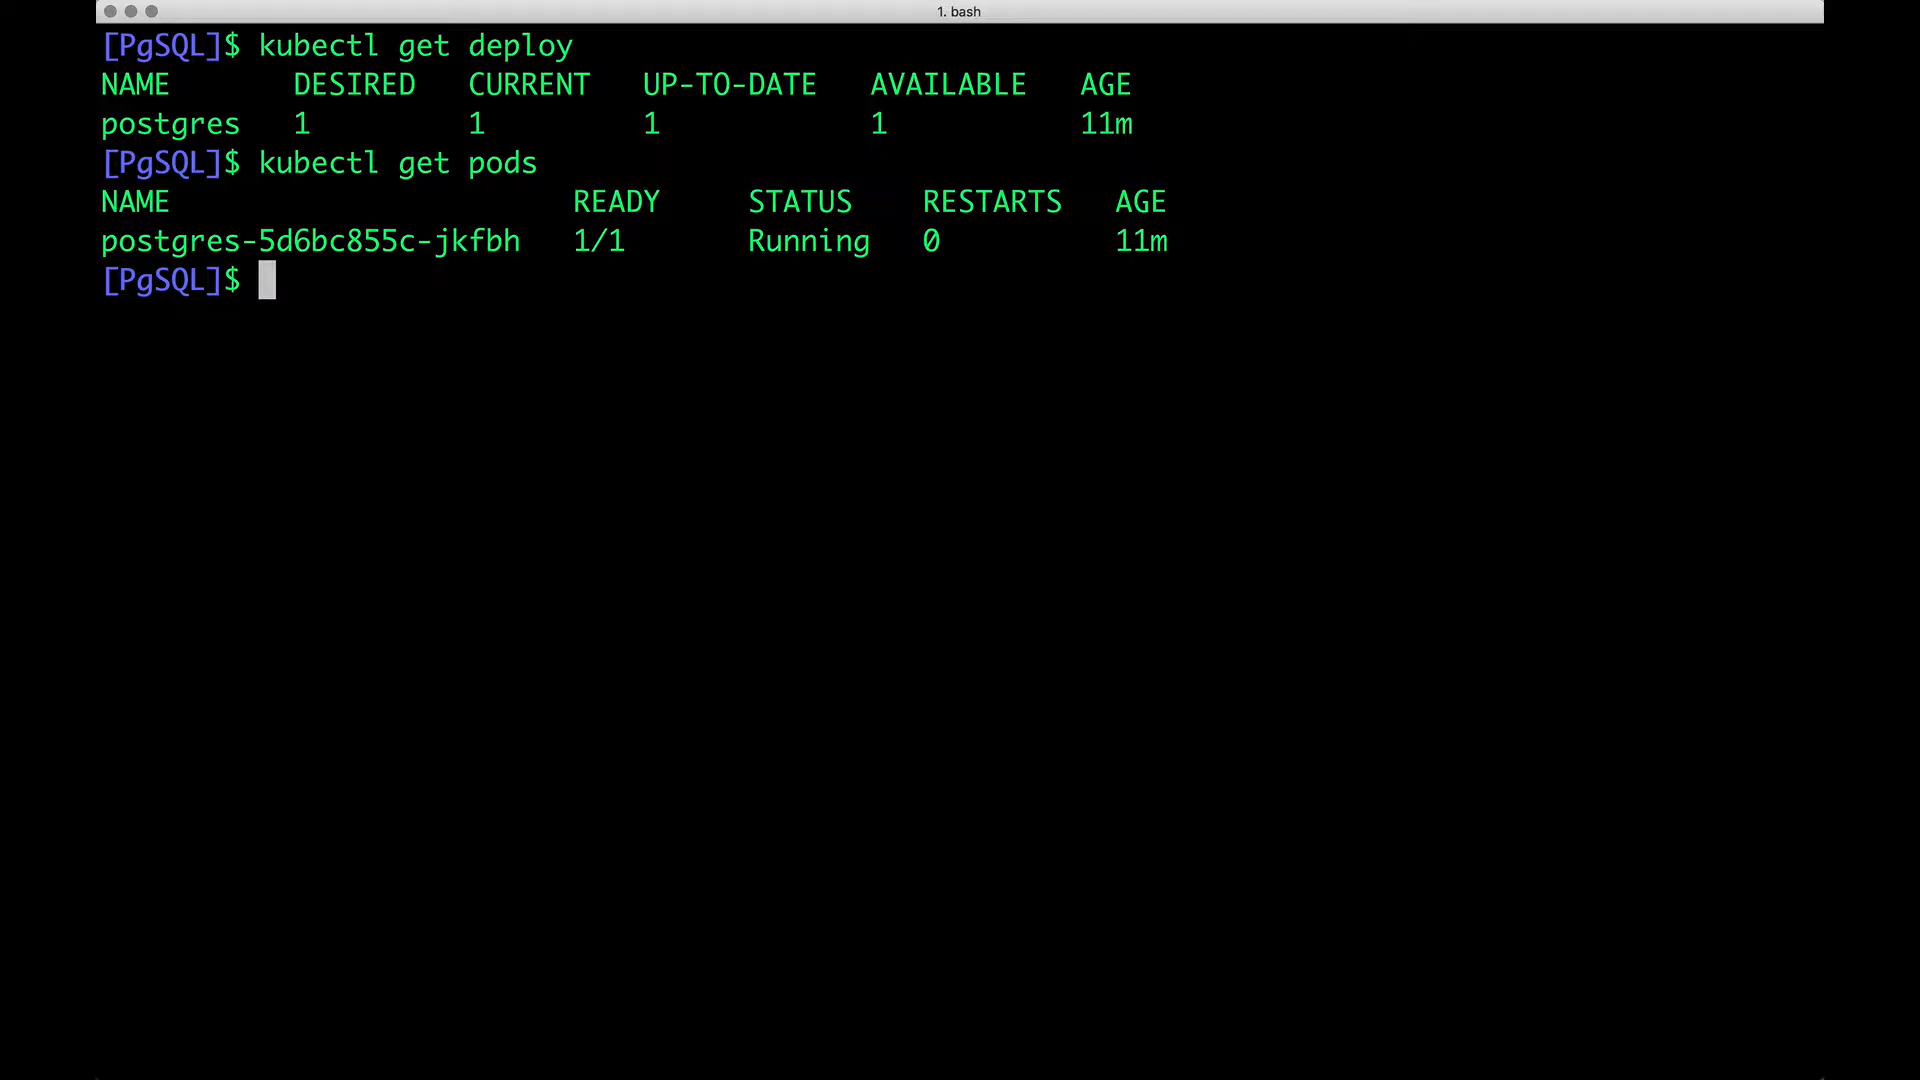 1. bash
[PgSQL]$ kubectl get deploy
NAME DESIRED CURRENT UP-TO-DATE AVAILABLE AGE
postgres 1 1 1 1 11m
[PgSQL]$ kubectl get pods
NAME READY STATUS RESTARTS AGE
postgres-5d6bc855c-jkfbh 1/1 Running 0 11m
[PgSQL]$